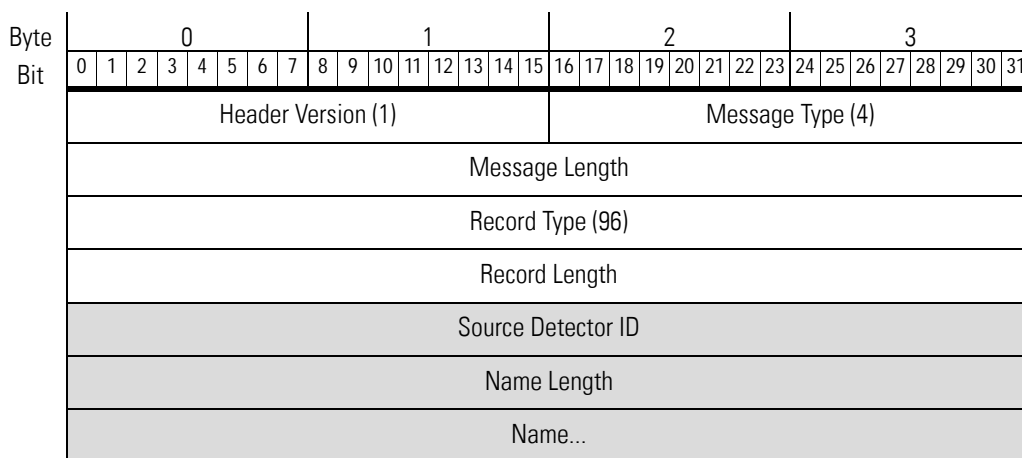 Byte 0 1 2 3
Bit 0 1 2 3 4 5 6 7 8 9 10 11 12 13 14 15 16 17 18 19 20 21 22 23 24 25 26 27 28 29 30 31
Header Version (1) Message Type (4)
Message Length
Record Type (96)
Record Length
Source Detector ID
Name Length
Name...